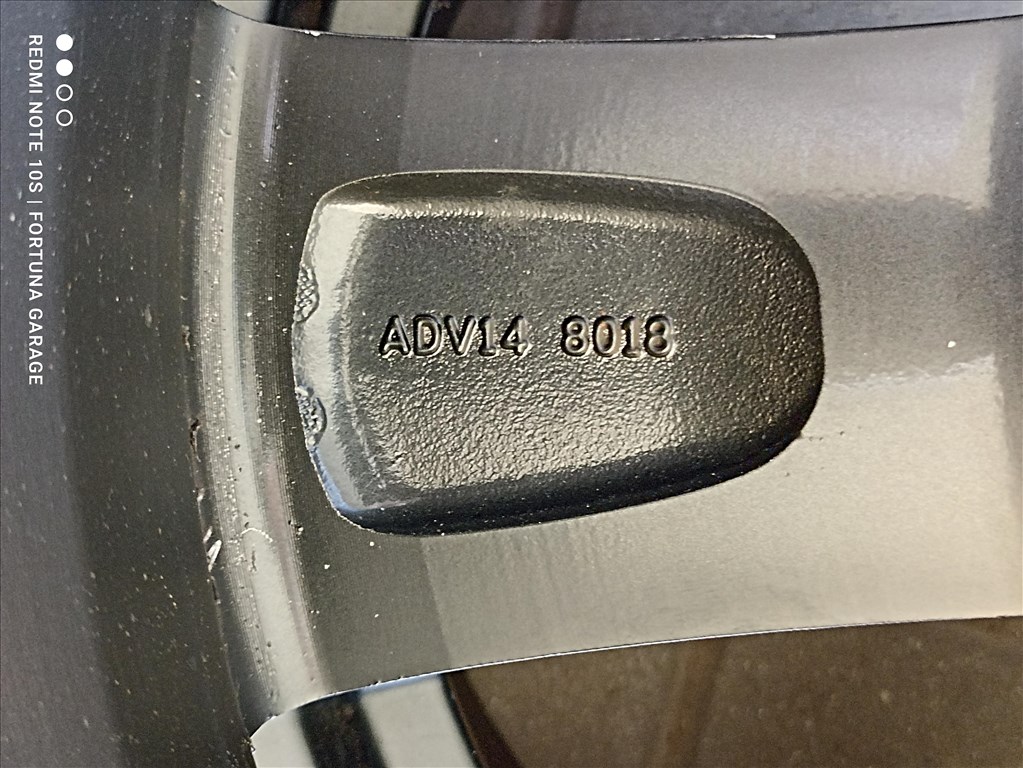 ADV14 8018
REDMI NOTE 10S | FORTUNA GARAGE